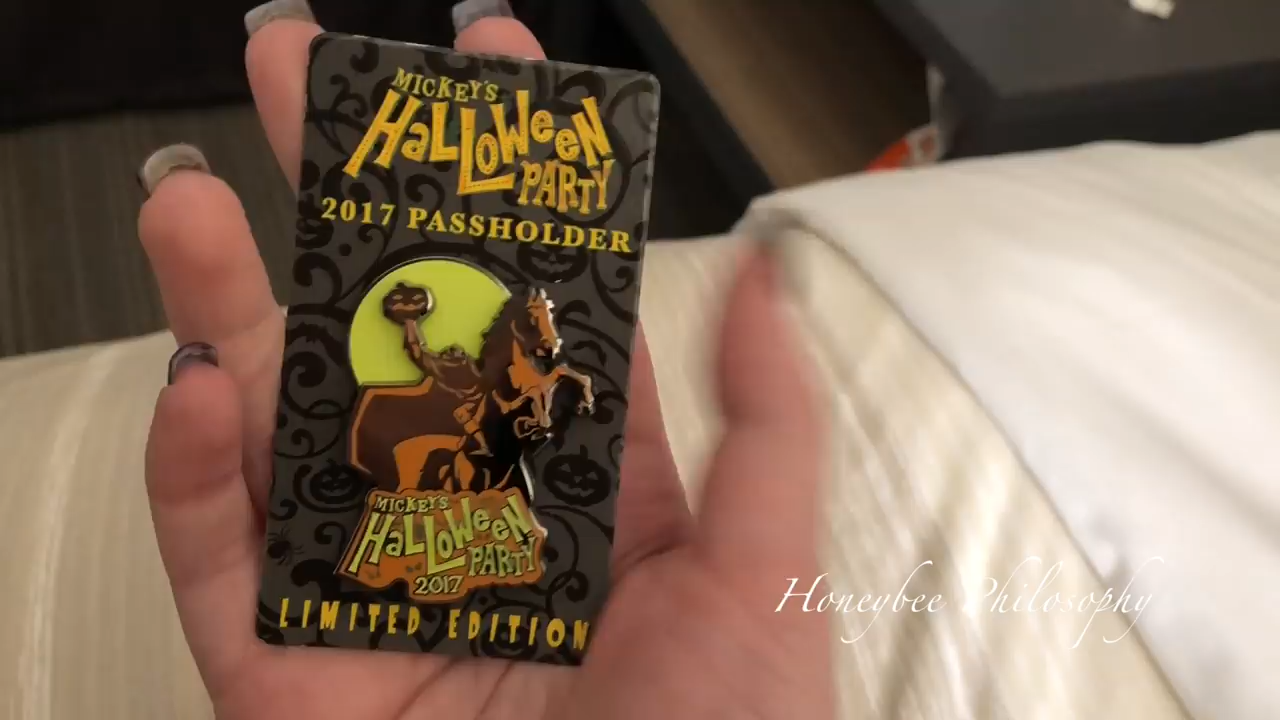 MICKEY'S
HALLOWEEN
PARTY
2017 PASSHOLDER
MICKEY'S
HALLOWEEN
PARTY
2017
LIMITED EDITION
Honeybee Philosophy